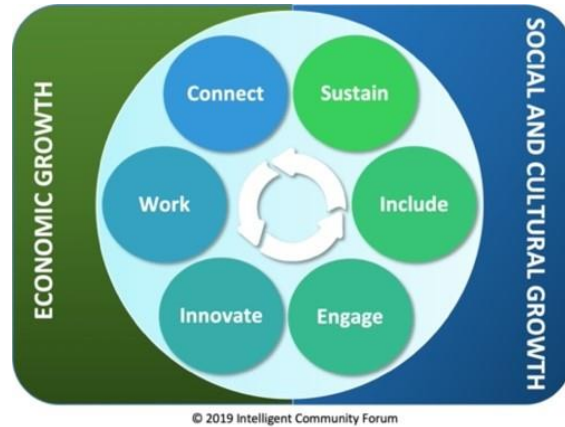 ECONOMIC GROWTH
SOCIAL AND CULTURAL GROWTH
Connect
Sustain
Work
Include
Innovate
Engage
© 2019 Intelligent Community Forum